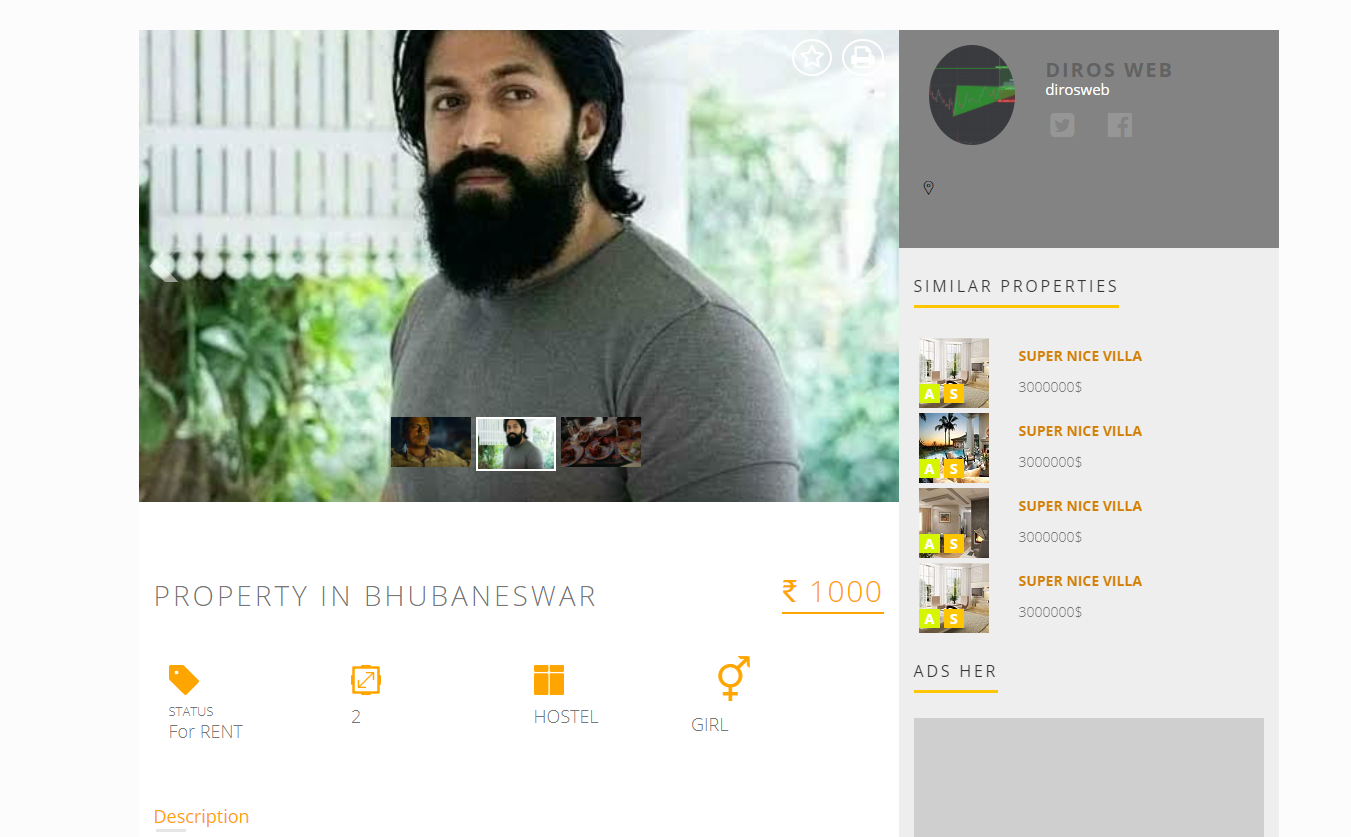 DIROS WEB
dirosweb
SIMILAR PROPERTIES
SUPER NICE VILLA
3000000$
A S
SUPER NICE VILLA
3000000$
A S
SUPER NICE VILLA
3000000$
A S
SUPER NICE VILLA
3000000$
A S
ADS HER
PROPERTY IN BHUBANESWAR
₹ 1000
STATUS
For RENT
2
HOSTEL
GIRL
Description